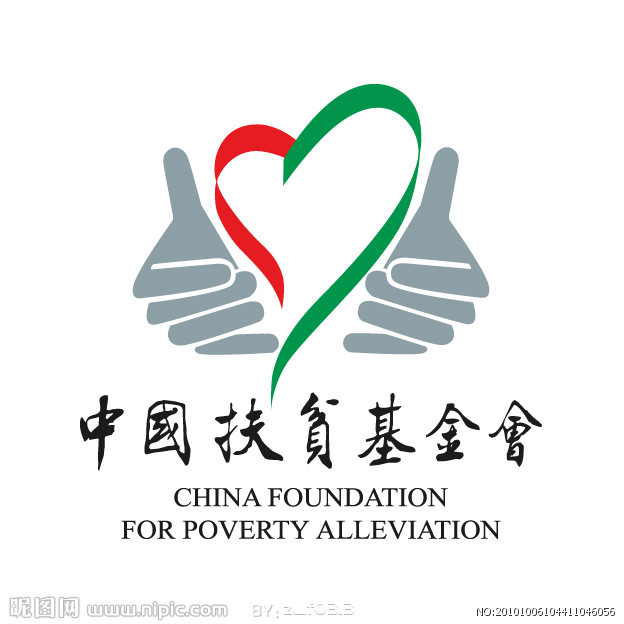 中國扶貧基金會
CHINA FOUNDATION
FOR POVERTY ALLEVIATION
昵图网 www.nipic.com
NO:20101006104411046056